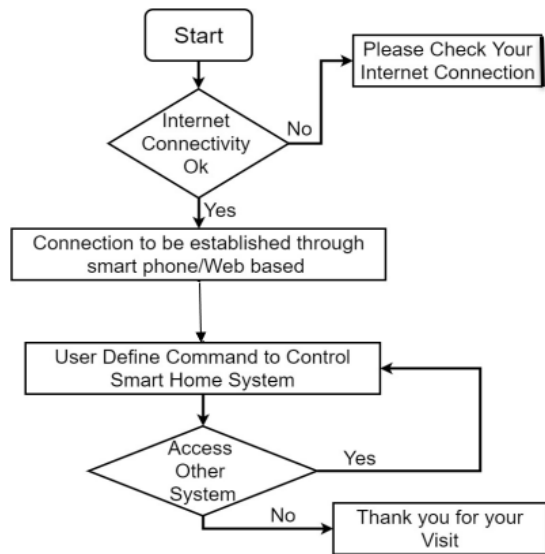 Start
Please Check Your
Internet Connection
Internet
Connectivity
Ok
No
Yes
Connection to be established through
smart phone/Web based
User Define Command to Control
Smart Home System
Access
Other
System
Yes
No
Thank you for your
Visit